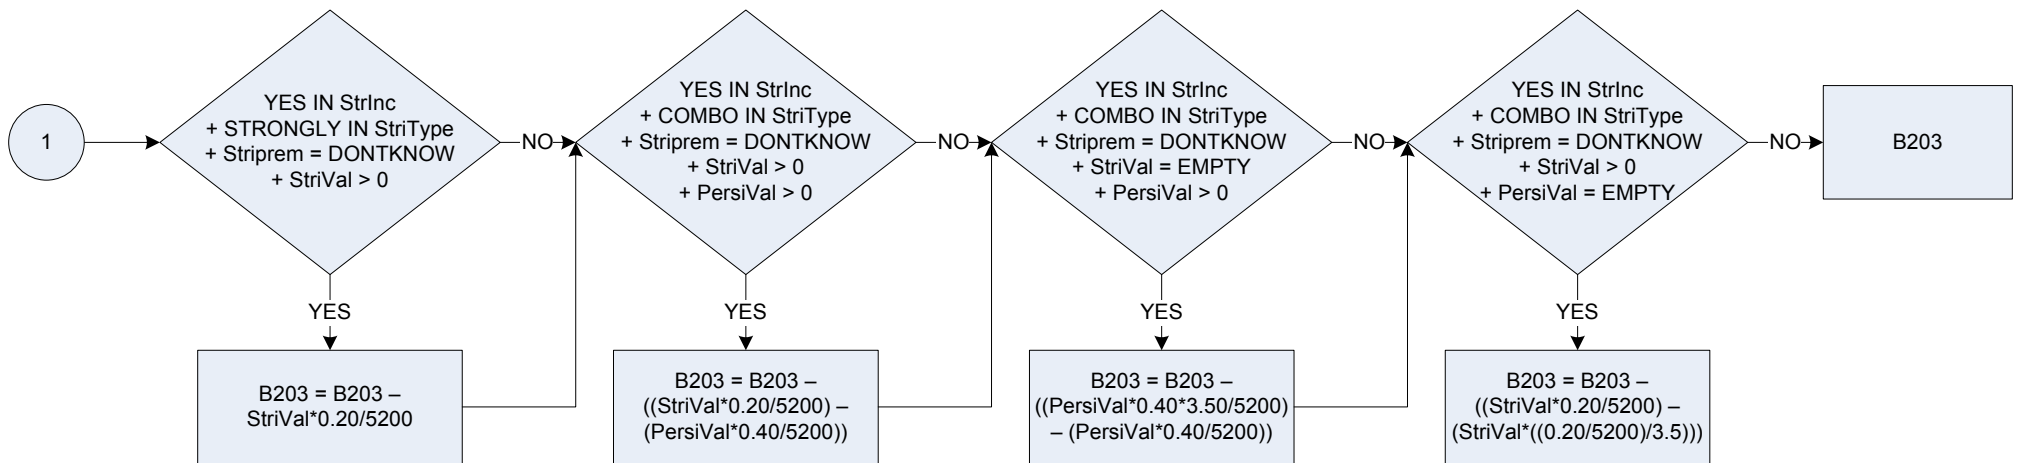 1
YES IN StrInc
+ STRONGLY IN StriType
+ Striprem = DONTKNOW
+ StriVal > 0
NO
YES IN StrInc
+ COMBO IN StriType
+ Striprem = DONTKNOW
+ StriVal > 0
+ PersiVal > 0
NO
YES IN StrInc
+ COMBO IN StriType
+ Striprem = DONTKNOW
+ StriVal = EMPTY
+ PersiVal > 0
NO
YES IN StrInc
+ COMBO IN StriType
+ Striprem = DONTKNOW
+ StriVal > 0
+ PersiVal = EMPTY
NO
B203
YES
YES
YES
YES
B203 = B203 –
StriVal*0.20/5200
B203 = B203 –
((StriVal*0.20/5200) –
(PersiVal*0.40/5200))
B203 = B203 –
((PersiVal*0.40*3.50/5200)
– (PersiVal*0.40/5200))
B203 = B203 –
((StriVal*0.20/5200) –
(StriVal*((0.20/5200)/3.5)))